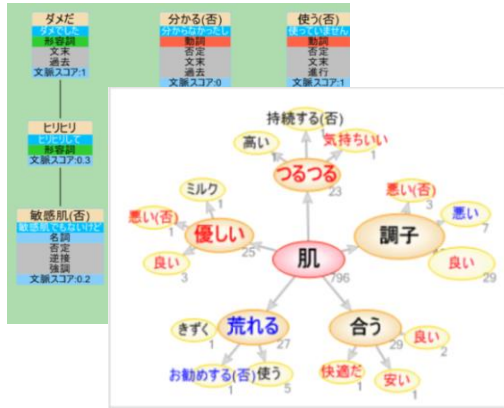 ダメだ
ダメでした
形容詞
文末
過去
文脈スコア:1
分かる(否)
分からなかったし
動詞
否定
文末
過去
文脈スコア:0
使う(否)
使っていません
動詞
否定
文末
進行
文脈スコア:1
ヒリヒリ
ヒリヒリして
形容詞
文脈スコア:0.3
敏感肌(否)
敏感肌でもないけど
名詞
否定
逆接
強調
文脈スコア:0.2
持続する(否)
1
高い
気持ちいい
1
つるつる
23
ミルク
1
悪い(否)
1
優しい
25
良い
3
悪い(否)
3
悪い
7
調子
良い
29
肌
796
きずく
1
荒れる
27
お勧めする(否)
1
使う
5
合う
29
良い
2
快適だ
1
安い
1